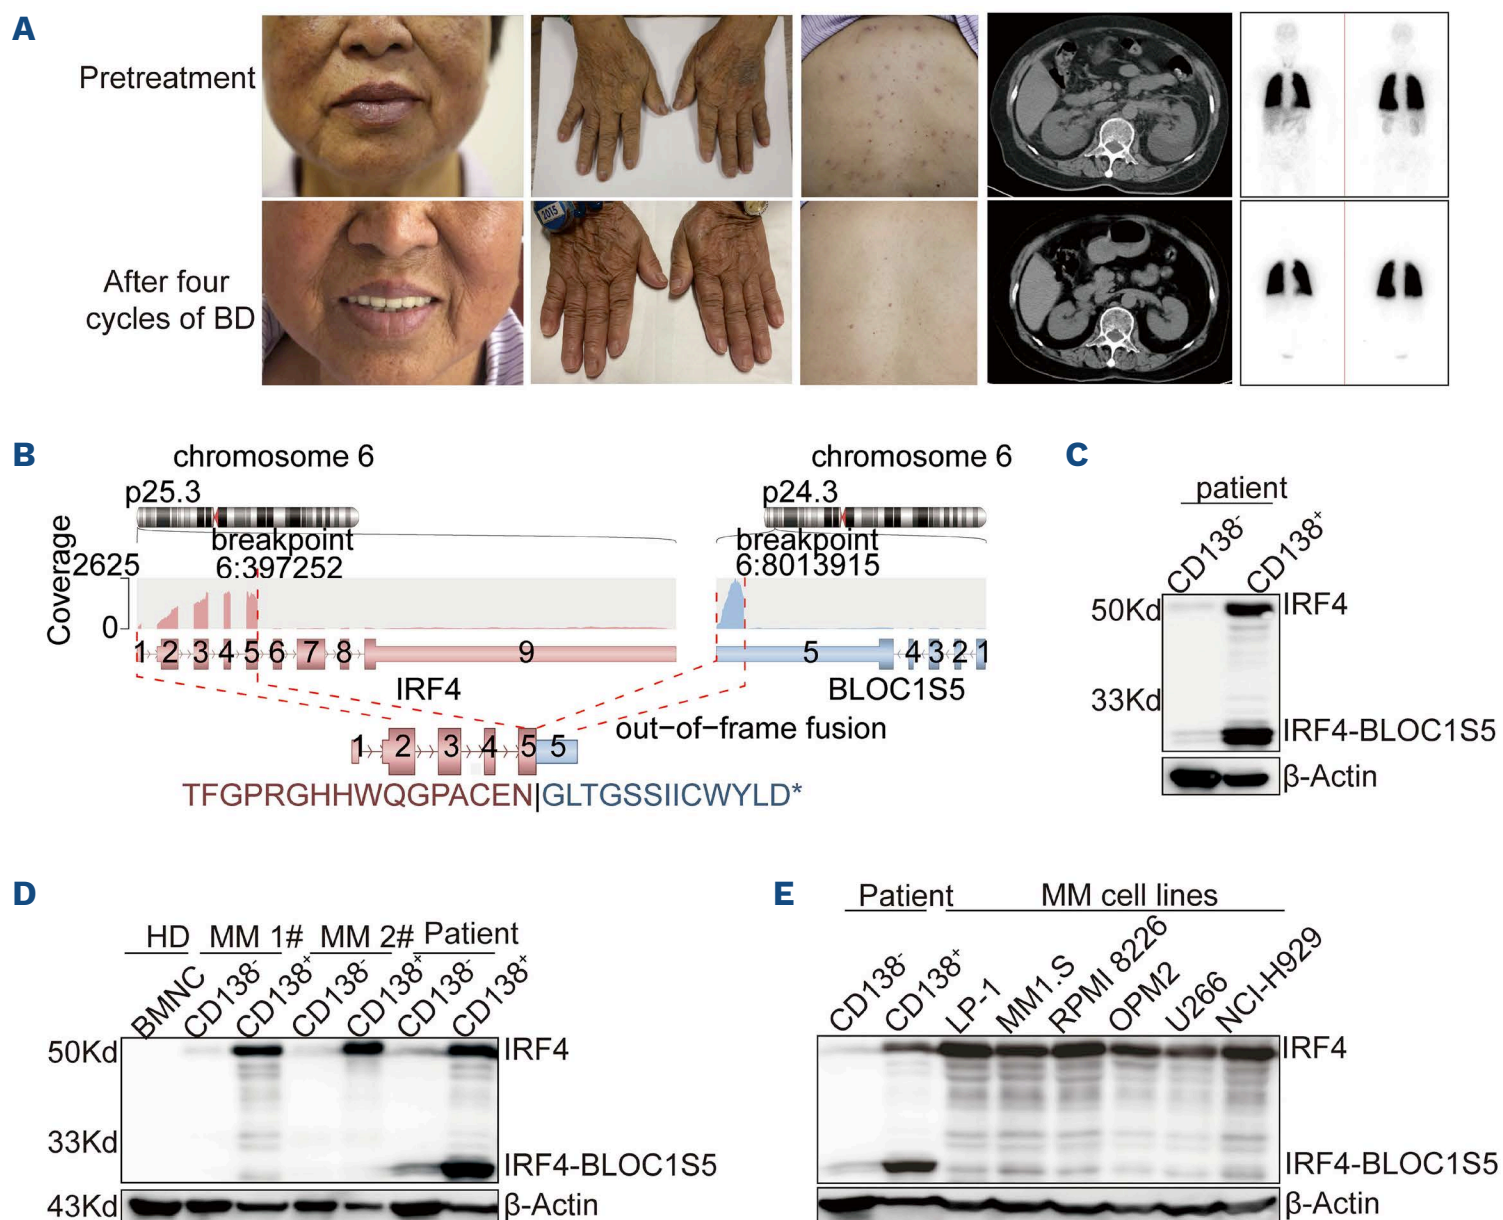 A
Pretreatment
After four
cycles of BD
2015
B
chromosome 6
chromosome 6
p25.3
p24.3
breakpoint
6:397252
breakpoint
6:8013915
Coverage
2625
0
1 2 3 4 5 6 7 8 9
5 4 3 2 1
IRF4
BLOC1S5
out-of-frame fusion
1 2 3 4 5 5
TFGPRGHHWQGPACEN|GLTGSSIICWYLD*
C
patient
CD138-
CD138+
50Kd
IRF4
33Kd
IRF4-BLOC1S5
β-Actin
D
HD MM 1# MM 2# Patient
BMNC CD138- CD138+ CD138- CD138+ CD138- CD138+
50Kd
IRF4
33Kd
IRF4-BLOC1S5
43Kd
β-Actin
E
Patient MM cell lines
CD138- CD138+ LP-1 MM1.S RPMI 8226 OPM2 U266 NCI-H929
IRF4
IRF4-BLOC1S5
β-Actin